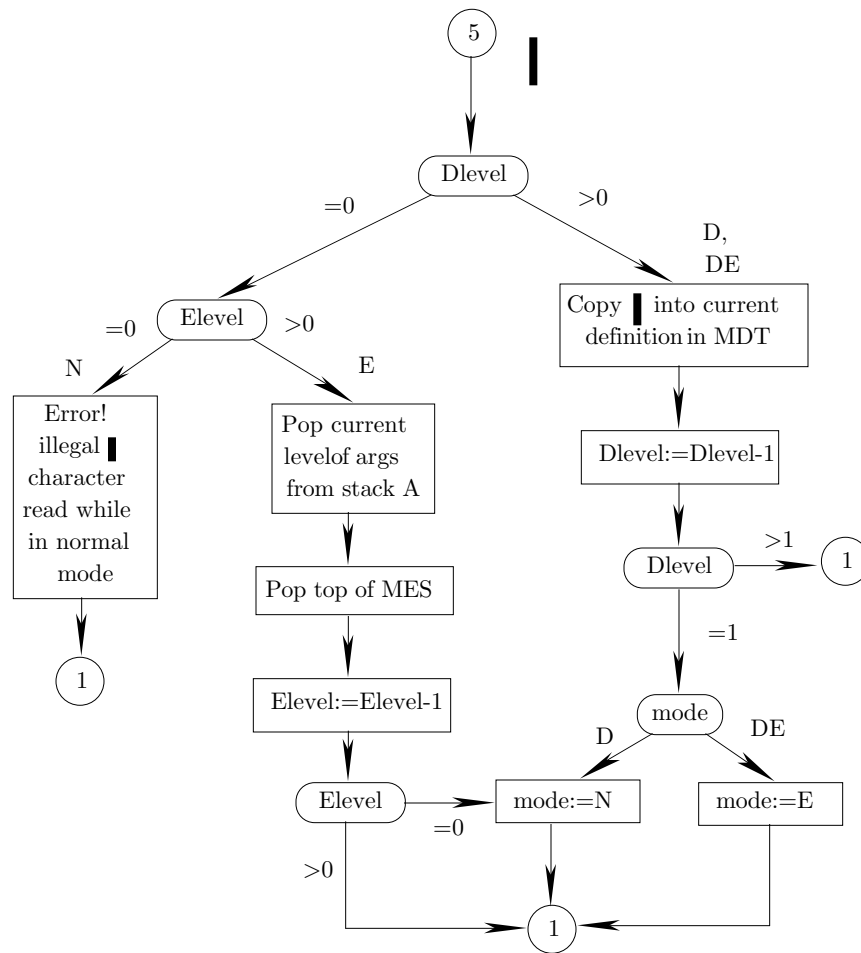 5
Dlevel
=0
>0
D,
DE
Elevel
=0
>0
N
E
Copy ▌ into current
definition in MDT
Error!
illegal ▌
character
read while
in normal
mode
Pop current
levelof args
from stack A
Dlevel:=Dlevel-1
Dlevel
>1
1
Pop top of MES
=1
1
Elevel:=Elevel-1
mode
D
DE
Elevel
=0
mode:=N
mode:=E
>0
1